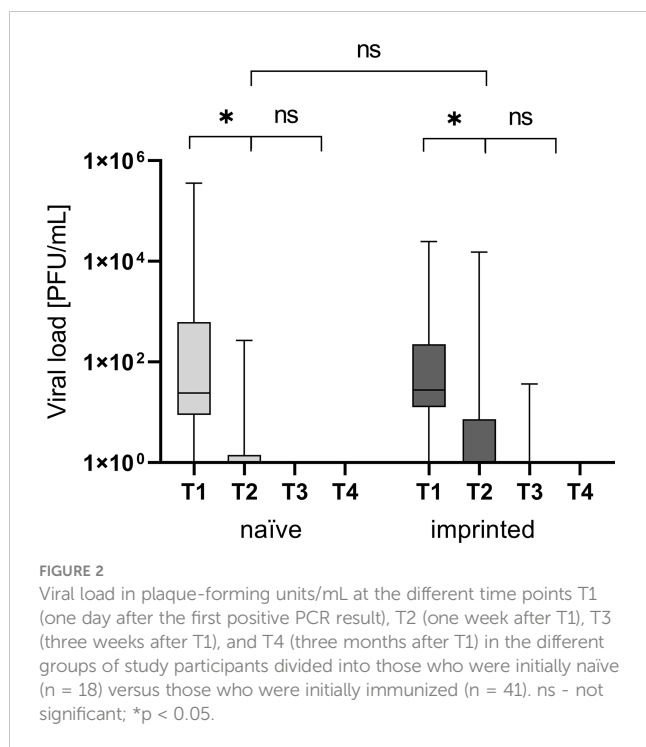 ns
* ns * ns
1×10⁶
1×10⁴
1×10²
1×10⁰
Viral load [PFU/mL]
T1 T2 T3 T4 T1 T2 T3 T4
naïve imprinted
FIGURE 2
Viral load in plaque-forming units/mL at the different time points T1
(one day after the first positive PCR result), T2 (one week after T1), T3
(three weeks after T1), and T4 (three months after T1) in the different
groups of study participants divided into those who were initially naïve
(n = 18) versus those who were initially immunized (n = 41). ns - not
significant; *p < 0.05.